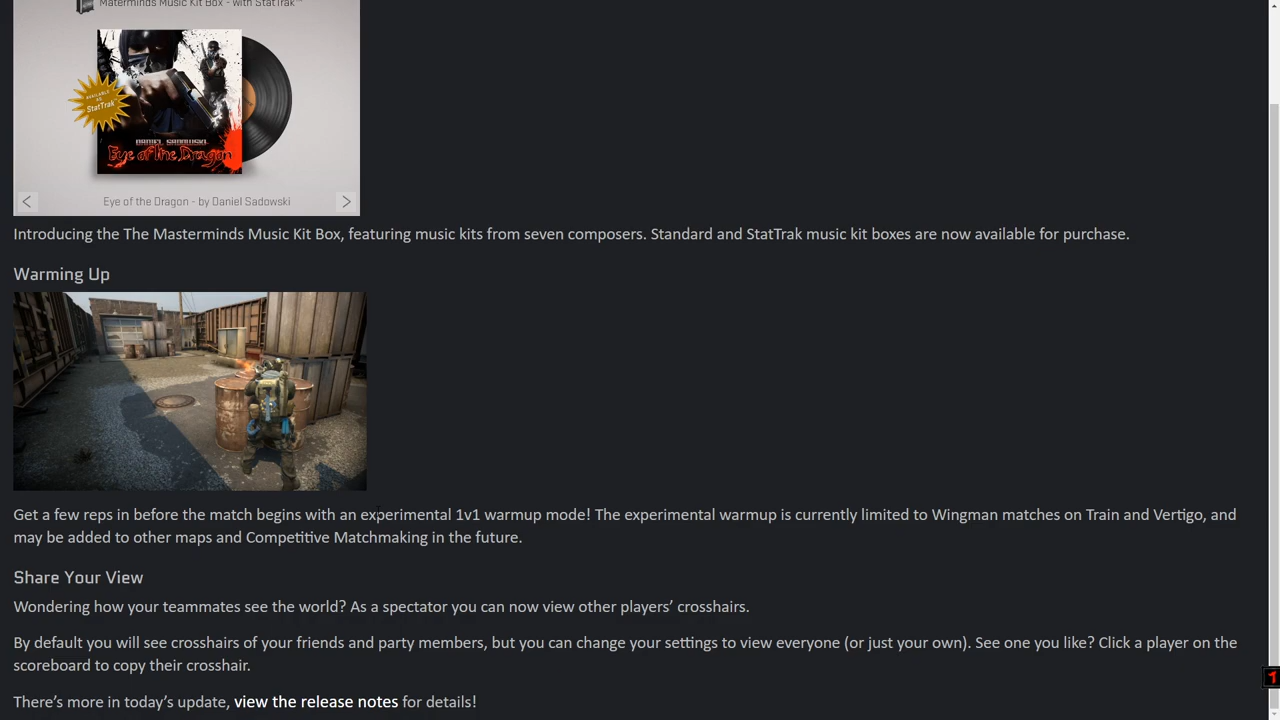 Materminds Music Kit Box - with StatTrak™
AVAILABLE
AS
StatTrak™
DANIEL SADOWSKI
Eye of the Dragon
Eye of the Dragon - by Daniel Sadowski
Introducing the The Masterminds Music Kit Box, featuring music kits from seven composers. Standard and StatTrak music kit boxes are now available for purchase.
Warming Up
Get a few reps in before the match begins with an experimental 1v1 warmup mode! The experimental warmup is currently limited to Wingman matches on Train and Vertigo, and
may be added to other maps and Competitive Matchmaking in the future.
Share Your View
Wondering how your teammates see the world? As a spectator you can now view other players’ crosshairs.
By default you will see crosshairs of your friends and party members, but you can change your settings to view everyone (or just your own). See one you like? Click a player on the
scoreboard to copy their crosshair.
There’s more in today’s update, view the release notes for details!
1